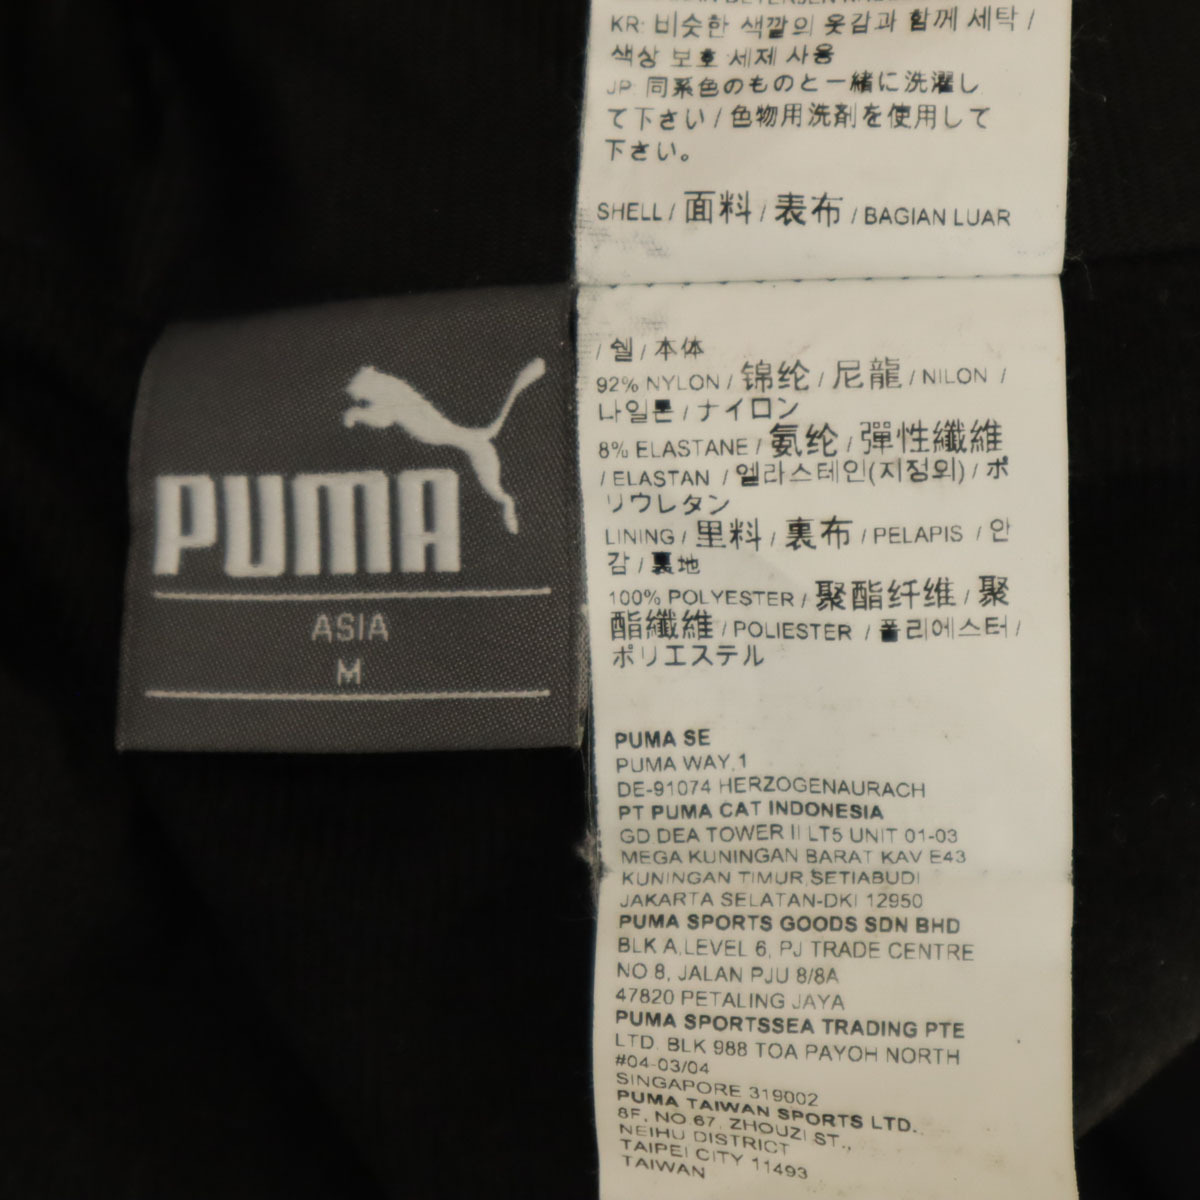 KR: 비슷한 색깔의 옷감과 함께 세탁 /
색상 보호 세제 사용
JP: 同系色のものと一緒に洗濯し
て下さい / 色物用洗剤を使用して
下さい。
SHELL / 面料 / 表布 / BAGIAN LUAR
/ 쉘 / 本体
92% NYLON / 锦纶 / 尼龍 / NILON /
나일론 / ナイロン
8% ELASTANE / 氨纶 / 彈性纖維
/ ELASTAN / 엘라스테인(지정외) / ポ
リウレタン
LINING / 里料 / 裏布 / PELAPIS / 안
감 / 裏地
100% POLYESTER / 聚酯纤维 / 聚
酯纖維 / POLIESTER / 폴리에스터 /
ポリエステル
PUMA SE
PUMA WAY,1
DE-91074 HERZOGENAURACH
PT PUMA CAT INDONESIA
GD.DEA TOWER II LT5 UNIT 01-03
MEGA KUNINGAN BARAT KAV E43
KUNINGAN TIMUR,SETIABUDI
JAKARTA SELATAN-DKI 12950
PUMA SPORTS GOODS SDN BHD
BLK A,LEVEL 6, PJ TRADE CENTRE
NO 8, JALAN PJU 8/8A
47820 PETALING JAYA
PUMA SPORTSSEA TRADING PTE
LTD. BLK 988 TOA PAYOH NORTH
#04-03/04
SINGAPORE 319002
PUMA TAIWAN SPORTS LTD.
8F, NO.67, ZHOUZI ST.,
NEIHU DISTRICT
TAIPEI CITY 11493
TAIWAN
PUMA
ASIA
M